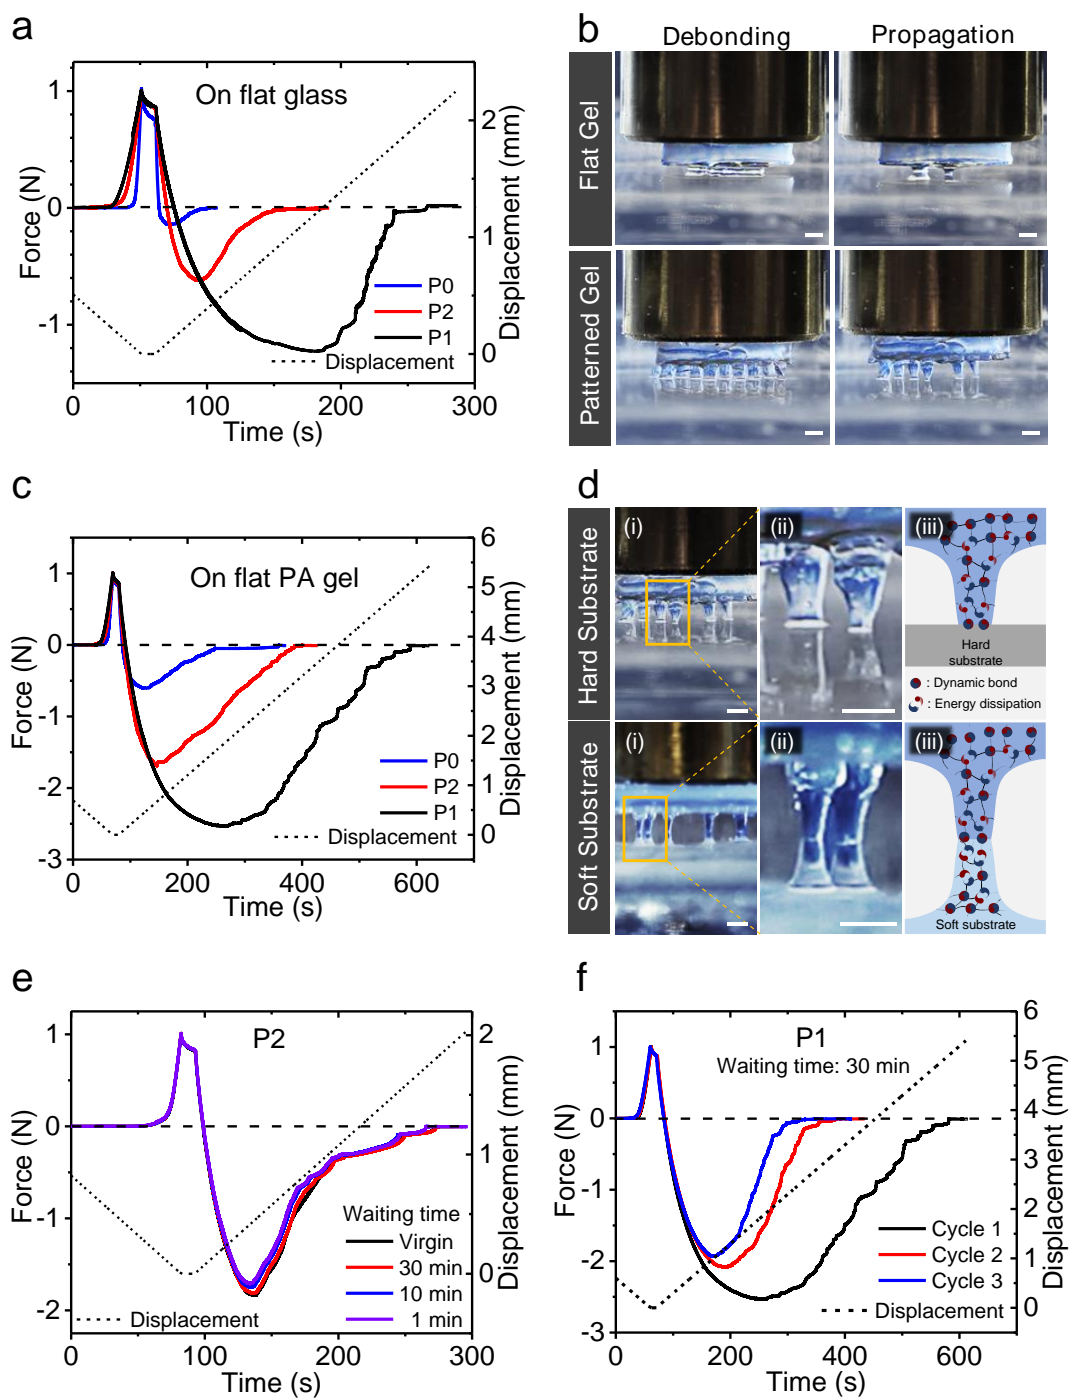 a
On flat glass
1
0
-1
Force (N)
2
1
0
Displacement (mm)
P0
P2
P1
Displacement
0 100 200 300
Time (s)
b
Debonding Propagation
Flat Gel
Patterned Gel
c
On flat PA gel
1
0
-1
-2
-3
Force (N)
6
5
4
3
2
1
0
Displacement (mm)
P0
P2
P1
Displacement
0 200 400 600
Time (s)
d
Hard Substrate
(i) (ii) (iii)
Hard
substrate
: Dynamic bond
: Energy dissipation
Soft Substrate
(i) (ii) (iii)
Soft substrate
e
P2
1
0
-1
-2
Force (N)
2
1
0
Displacement (mm)
Waiting time
Virgin
30 min
10 min
1 min
Displacement
0 100 200 300
Time (s)
f
P1
Waiting time: 30 min
1
0
-1
-2
-3
Force (N)
6
5
4
3
2
1
0
Displacement (mm)
Cycle 1
Cycle 2
Cycle 3
Displacement
0 200 400 600
Time (s)